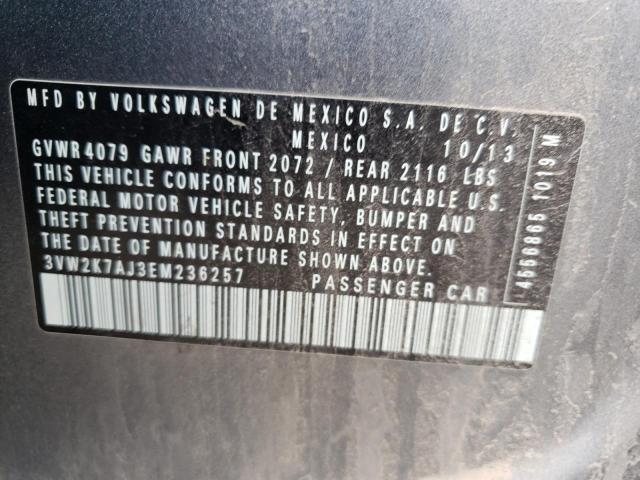 MFD BY VOLKSWAGEN DE MEXICO S.A. DE C.V.
MEXICO 10/13
GVWR 4079 GAWR FRONT 2072 / REAR 2116 LBS
THIS VEHICLE CONFORMS TO ALL APPLICABLE U.S.
FEDERAL MOTOR VEHICLE SAFETY, BUMPER AND
THEFT PREVENTION STANDARDS IN EFFECT ON
THE DATE OF MANUFACTURE SHOWN ABOVE.
3VW2K7AJ3EM236257 PASSENGER CAR
4656865 1019 M